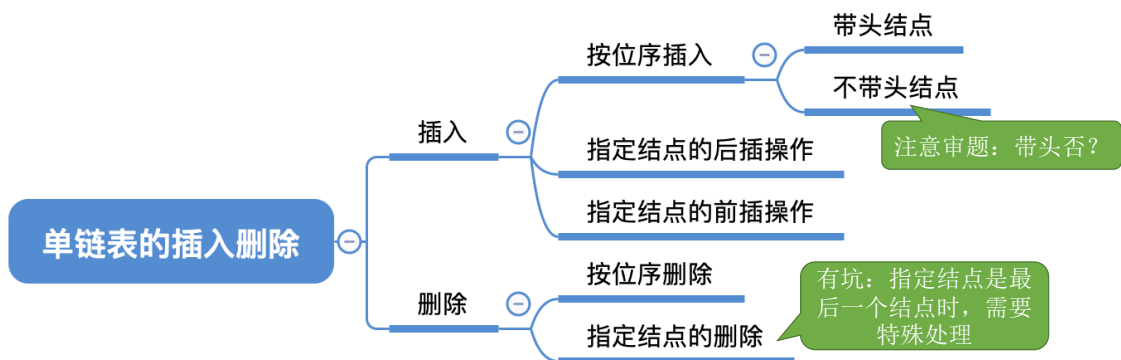 带头结点
按位序插入
不带头结点
插入
注意审题：带头否？
指定结点的后插操作
指定结点的前插操作
单链表的插入删除
按位序删除
有坑：指定结点是最
后一个结点时，需要
特殊处理
删除
指定结点的删除